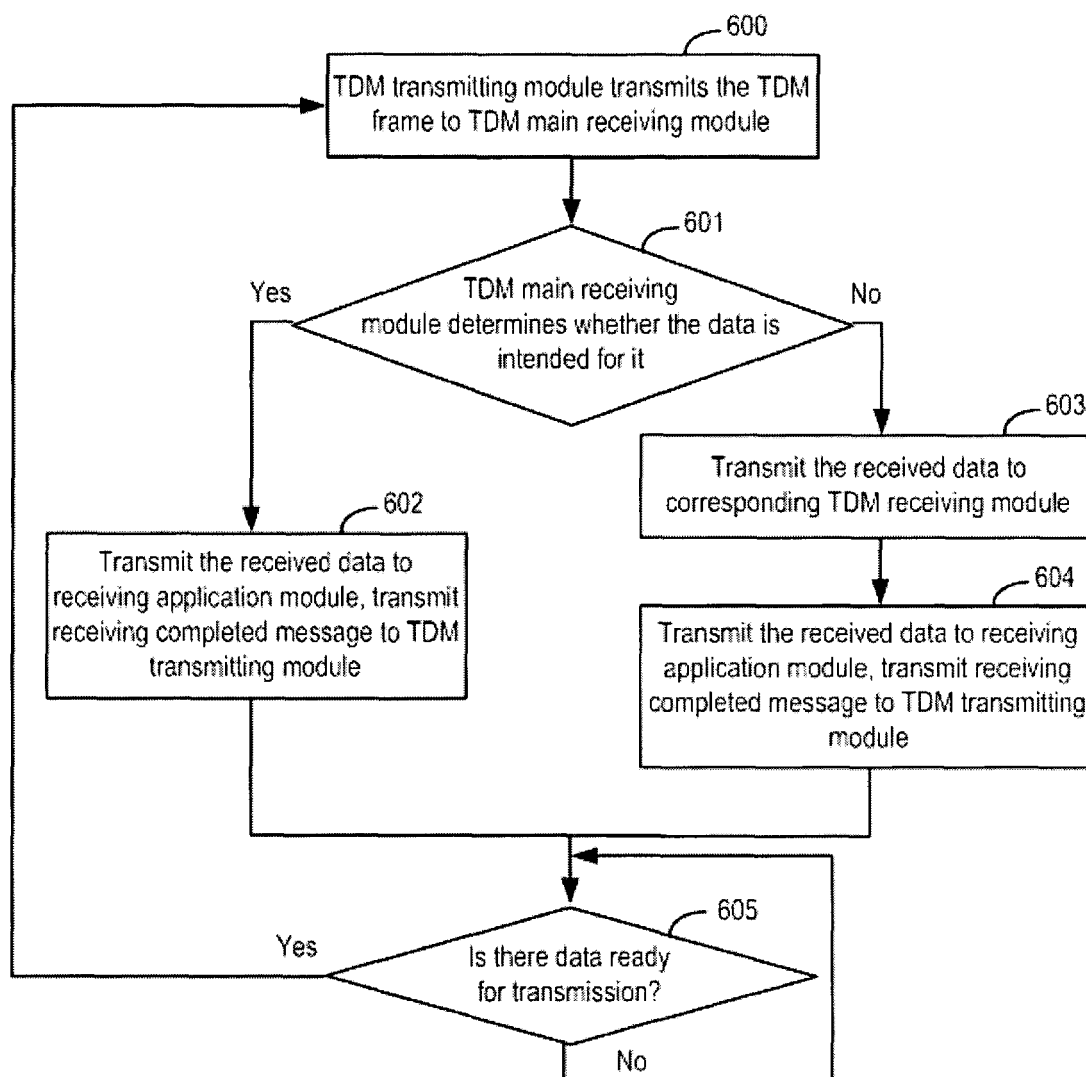 600
TDM transmitting module transmits the TDM
frame to TDM main receiving module
601
Yes
No
TDM main receiving
module determines whether the data is
intended for it
603
Transmit the received data to
corresponding TDM receiving module
602
Transmit the received data to
receiving application module, transmit
receiving completed message to TDM
transmitting module
604
Transmit the received data to receiving
application module, transmit receiving
completed message to TDM transmitting
module
605
Yes
Is there data ready
for transmission?
No